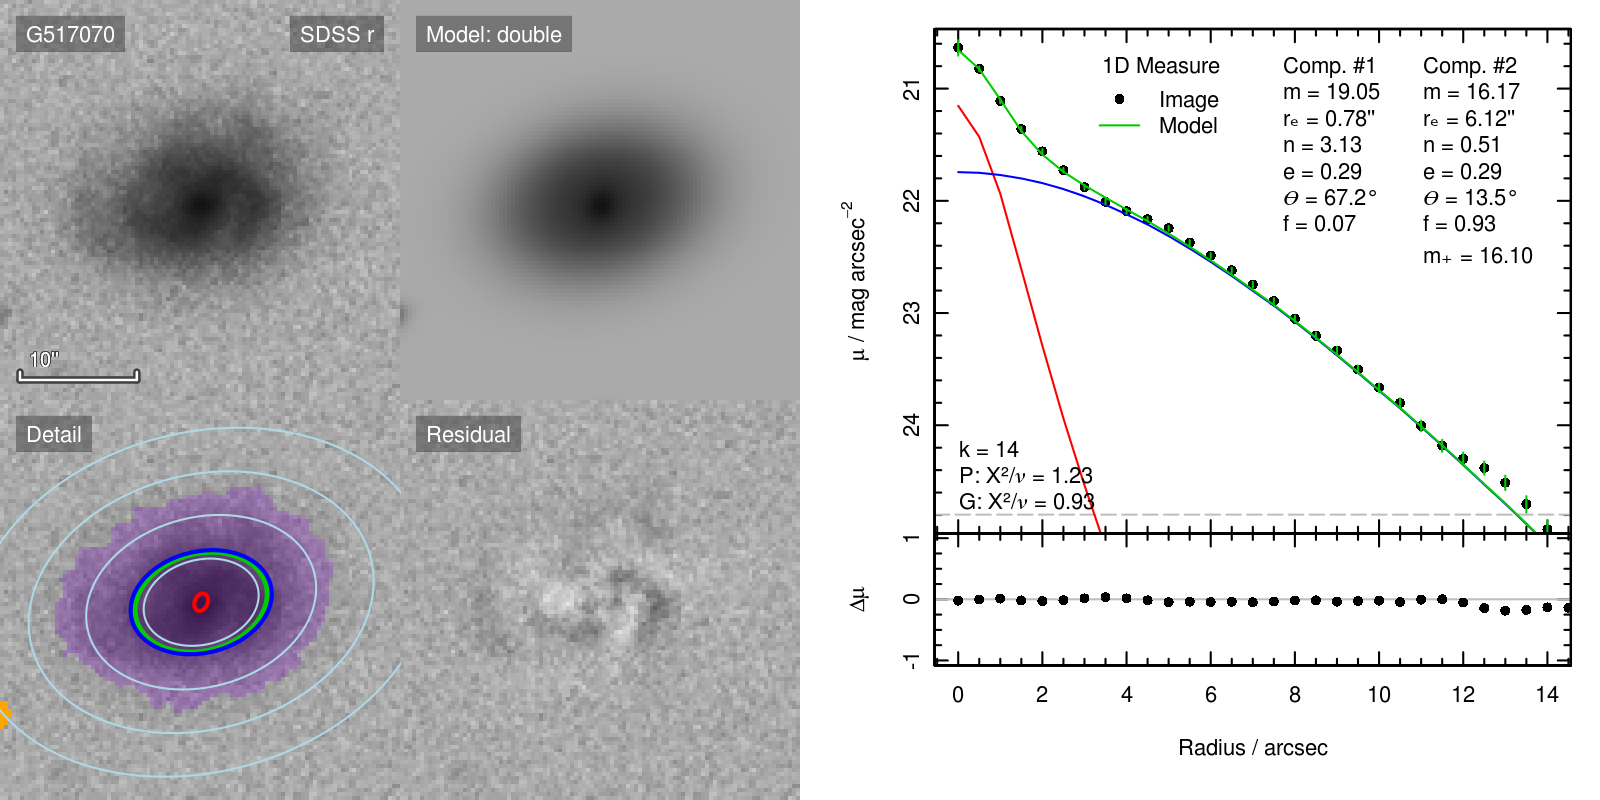 G517070
SDSS r
Model: double
10"
Detail
Residual
1D Measure
Image
Model
Comp. #1
m = 19.05
rₑ = 0.78"
n = 3.13
e = 0.29
Θ = 67.2°
f = 0.07
Comp. #2
m = 16.17
rₑ = 6.12"
n = 0.51
e = 0.29
Θ = 13.5°
f = 0.93
m₊ = 16.10
k = 14
P: X²/ν = 1.23
G: X²/ν = 0.93
μ / mag arcsec⁻²
21
22
23
24
Δμ
1
0
-1
0 2 4 6 8 10 12 14
Radius / arcsec